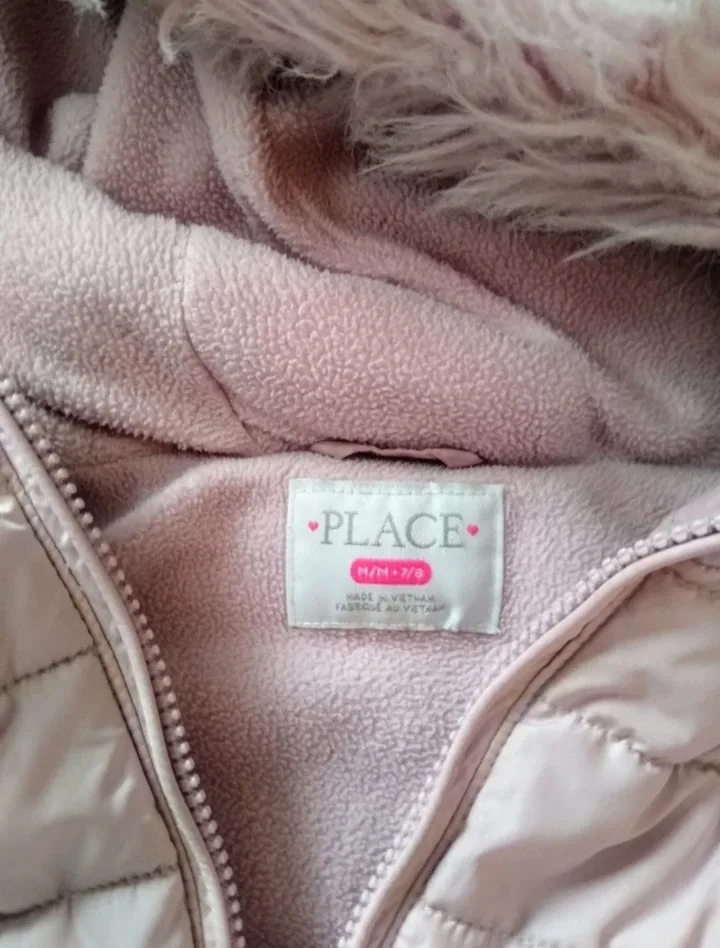 PLACE
M/M • 7/8
MADE IN VIETNAM
FABRIQUÉ AU VIETNAM